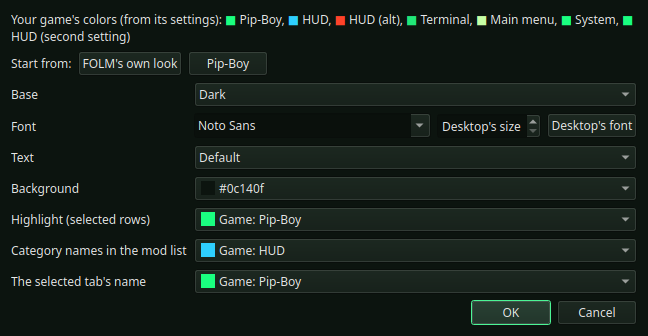 Your game's colors (from its settings): Pip-Boy, HUD, HUD (alt), Terminal, Main menu, System,
HUD (second setting)
Start from: FOLM's own look Pip-Boy
Base Dark
Font Noto Sans Desktop's size Desktop's font
Text Default
Background #0c140f
Highlight (selected rows) Game: Pip-Boy
Category names in the mod list Game: HUD
The selected tab's name Game: Pip-Boy
OK Cancel